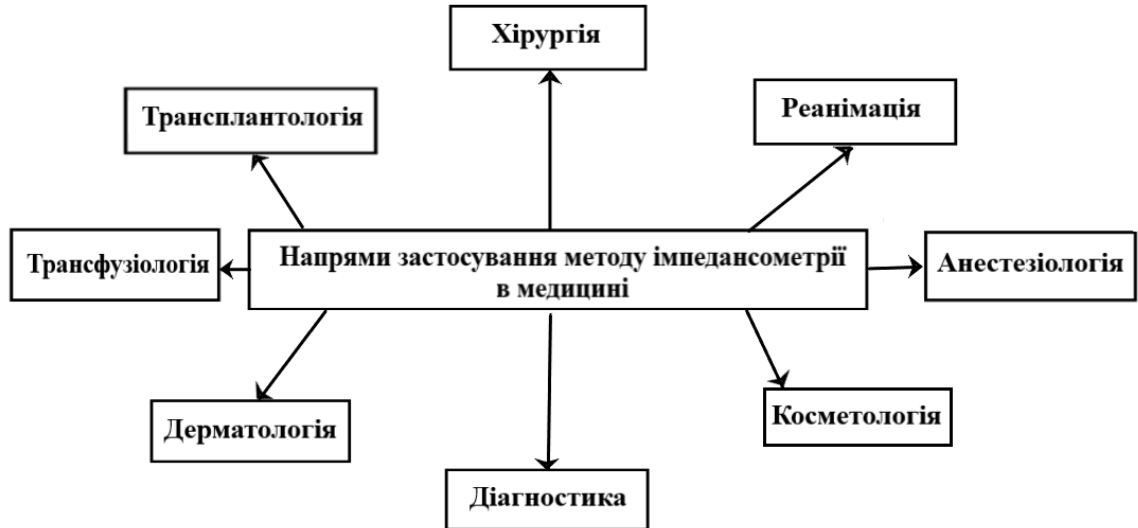 Хірургія
Трансплантологія
Реанімація
Трансфузіологія
Напрями застосування методу імпедансометрії
в медицині
Анестезіологія
Дерматологія
Косметологія
Діагностика